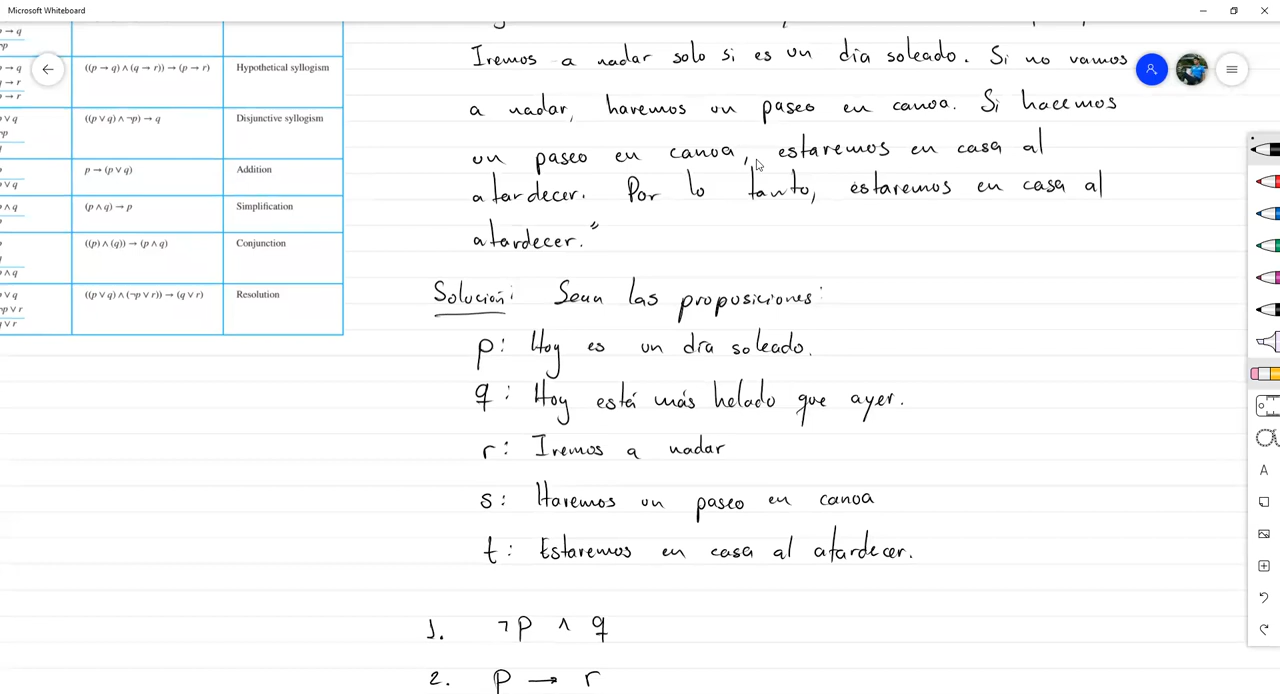 Microsoft Whiteboard
p → q
¬p
p → q
q → r
p → r
((p → q) ∧ (q → r)) → (p → r)
Hypothetical syllogism
p ∨ q
¬p
((p ∨ q) ∧ ¬p) → q
Disjunctive syllogism
p ∨ q
p → (p ∨ q)
Addition
p ∧ q
(p ∧ q) → p
Simplification
p ∧ q
((p) ∧ (q)) → (p ∧ q)
Conjunction
p ∨ q
¬p ∨ r
q ∨ r
((p ∨ q) ∧ (¬p ∨ r)) → (q ∨ r)
Resolution
Iremos a nadar solo si es un día soleado. Si no vamos
a nadar, haremos un paseo en canoa. Si hacemos
un paseo en canoa, estaremos en casa al
atardecer. Por lo tanto, estaremos en casa al
atardecer."
Solución: Sean las proposiciones:
p: Hoy es un día soleado.
q: Hoy está más helado que ayer.
r: Iremos a nadar
s: Haremos un paseo en canoa
t: Estaremos en casa al atardecer.
1. ¬p ∧ q
2. p → r